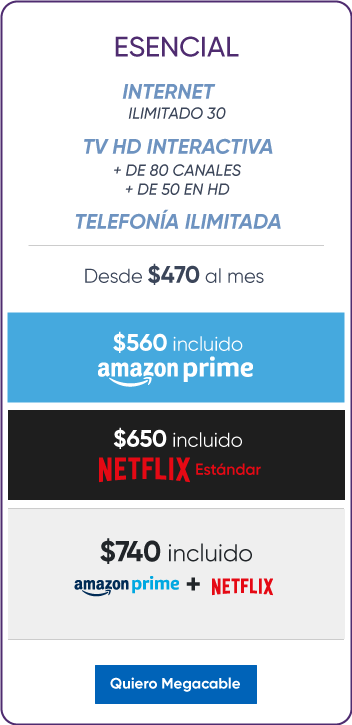 ESENCIAL
INTERNET
ILIMITADO 30
TV HD INTERACTIVA
+ DE 80 CANALES
+ DE 50 EN HD
TELEFONÍA ILIMITADA
Desde $470 al mes
$560 incluido
amazon prime
$650 incluido
NETFLIX Estándar
$740 incluido
amazon prime + NETFLIX
Quiero Megacable